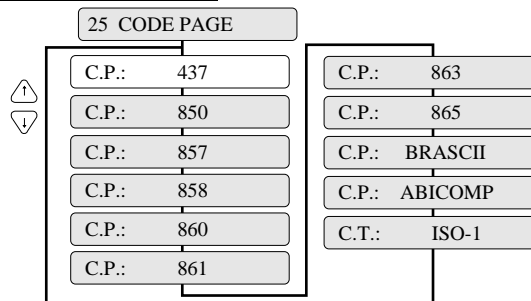 25 CODE PAGE
C.P.: 437
C.P.: 850
C.P.: 857
C.P.: 858
C.P.: 860
C.P.: 861
C.P.: 863
C.P.: 865
C.P.: BRASCII
C.P.: ABICOMP
C.T.: ISO-1